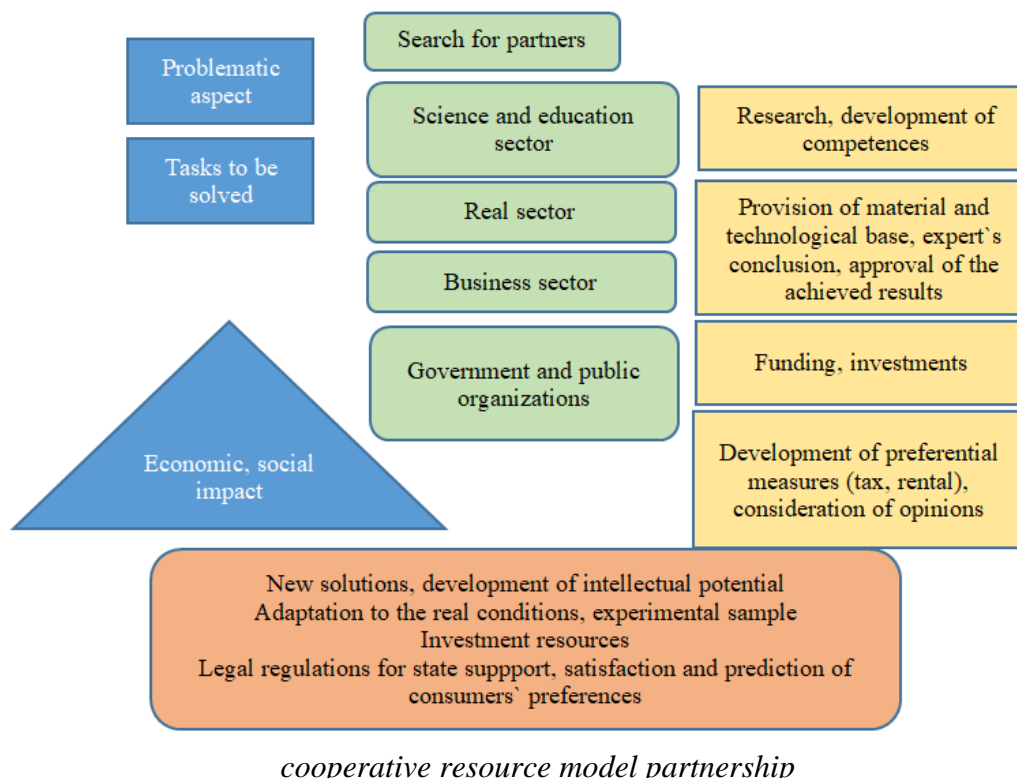 Problematic
aspect
Tasks to be
solved
Economic, social
impact
Search for partners
Science and education
sector
Real sector
Business sector
Government and public
organizations
Research, development of
competences
Provision of material and
technological base, expert`s
conclusion, approval of the
achieved results
Funding, investments
Development of preferential
measures (tax, rental),
consideration of opinions
New solutions, development of intellectual potential
Adaptation to the real conditions, experimental sample
Investment resources
Legal regulations for state suppport, satisfaction and prediction of
consumers` preferences
cooperative resource model partnership